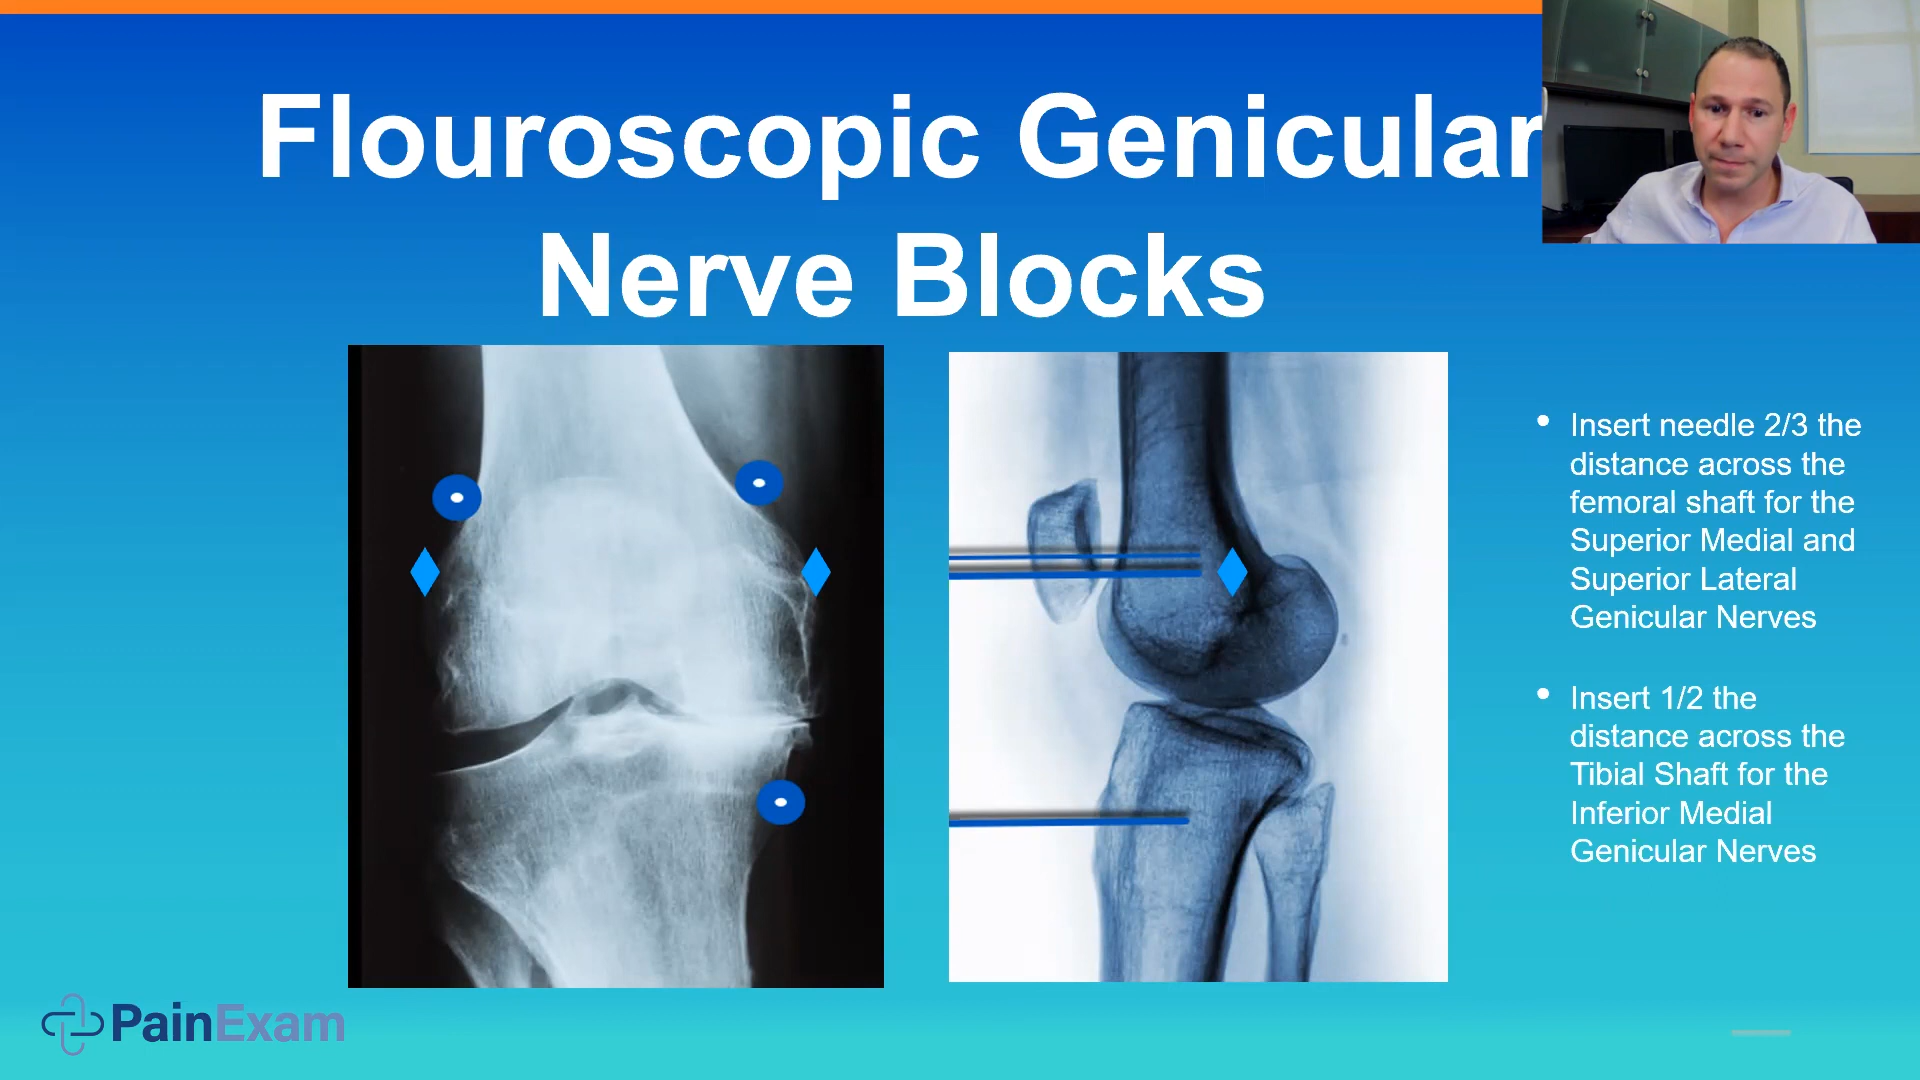 Flouroscopic Genicular
Nerve Blocks
• Insert needle 2/3 the
distance across the
femoral shaft for the
Superior Medial and
Superior Lateral
Genicular Nerves
• Insert 1/2 the
distance across the
Tibial Shaft for the
Inferior Medial
Genicular Nerves
PainExam